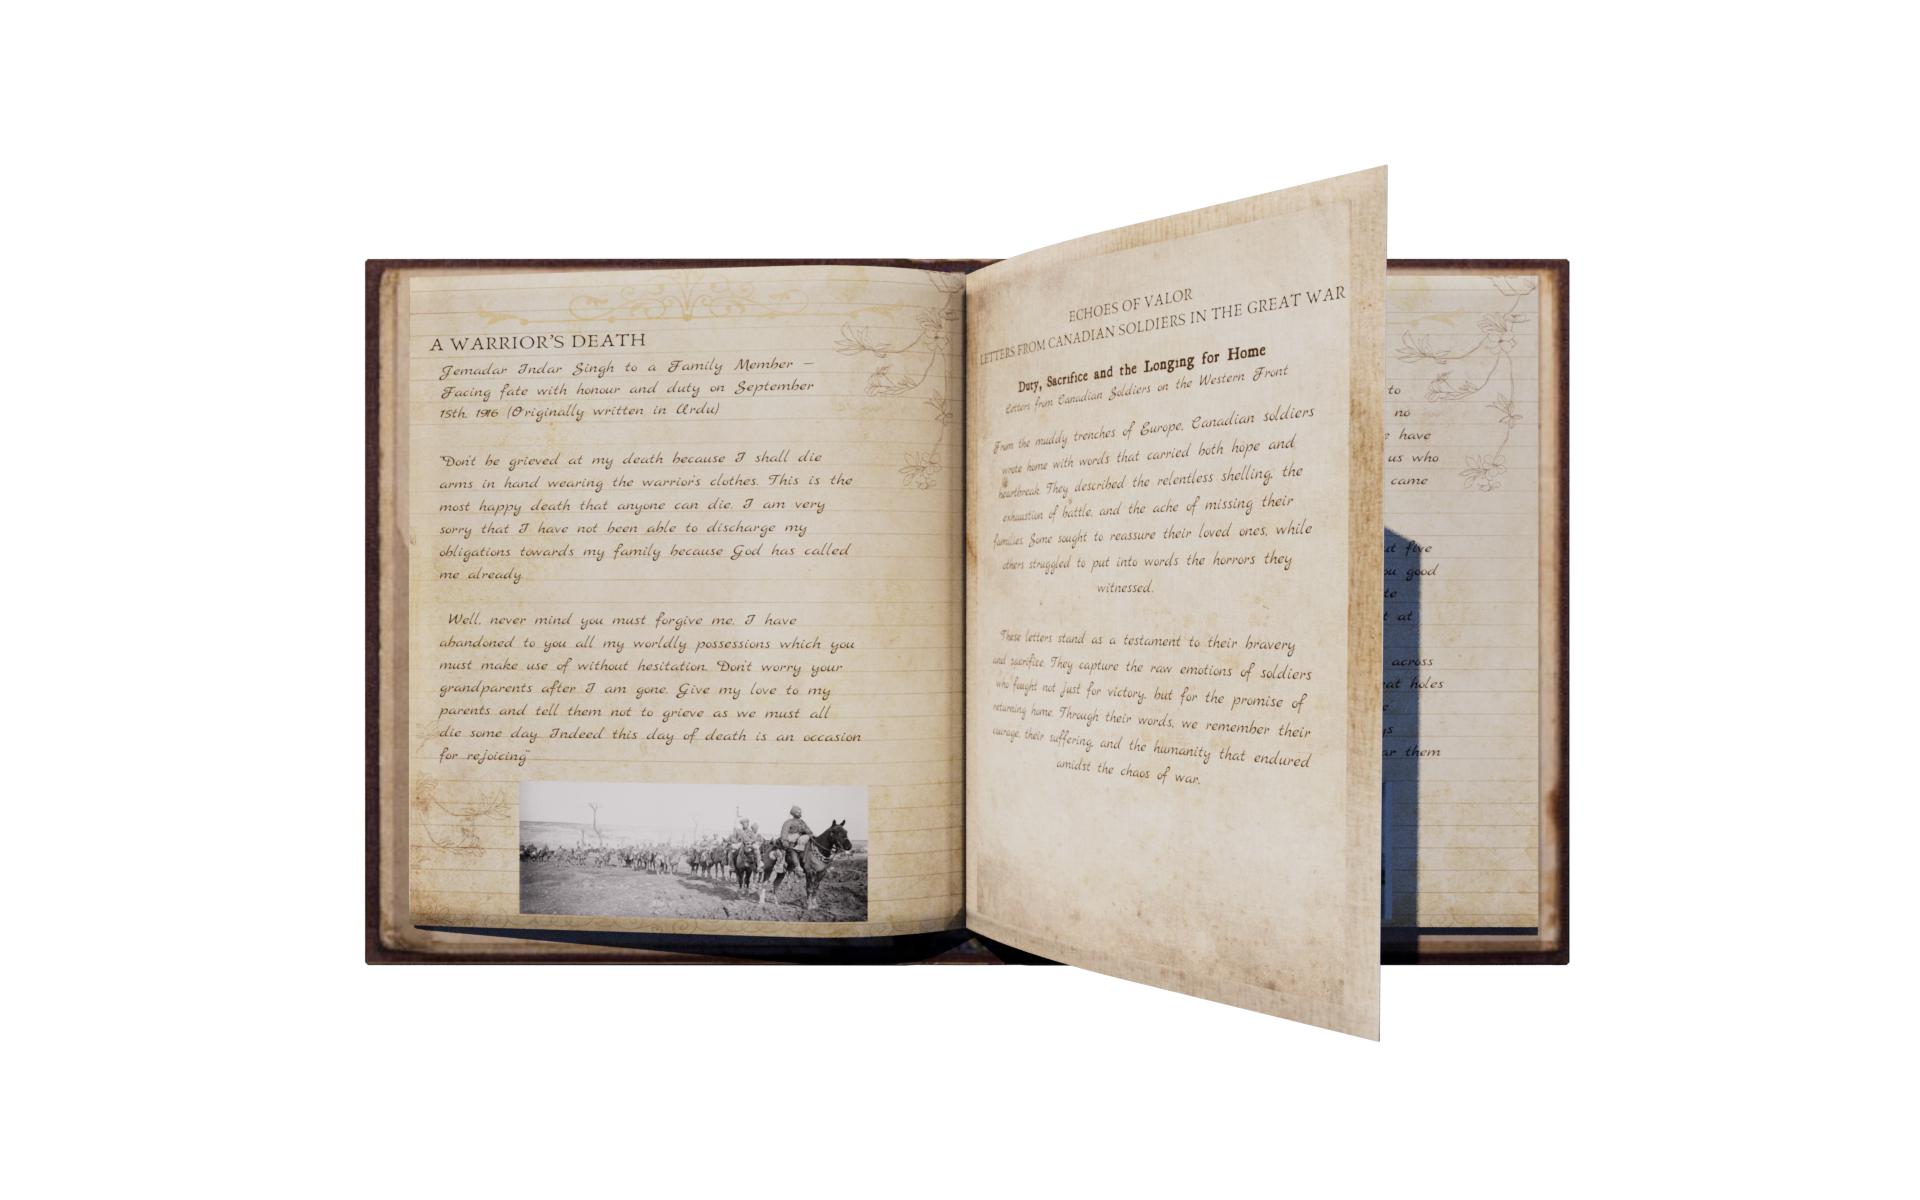 A WARRIOR'S DEATH
Jemadar Indar Singh to a Family Member –
Facing fate with honour and duty on September
15th, 1916 (Originally written in Urdu)
"Don't be grieved at my death because I shall die
arms in hand wearing the warrior's clothes. This is the
most happy death that anyone can die. I am very
sorry that I have not been able to discharge my
obligations towards my family because God has called
me already.
Well, never mind you must forgive me. I have
abandoned to you all my worldly possessions which you
must make use of without hesitation. Don't worry your
grandparents after I am gone. Give my love to my
parents and tell them not to grieve as we must all
die some day. Indeed this day of death is an occasion
for rejoicing"
ECHOES OF VALOR
LETTERS FROM CANADIAN SOLDIERS IN THE GREAT WAR
Duty, Sacrifice and the Longing for Home
Letters from Canadian Soldiers on the Western Front
From the muddy trenches of Europe, Canadian soldiers
wrote home with words that carried both hope and
heartbreak. They described the relentless shelling, the
exhaustion of battle, and the ache of missing their
families. Some sought to reassure their loved ones, while
others struggled to put into words the horrors they
witnessed.
These letters stand as a testament to their bravery
and sacrifice. They capture the raw emotions of soldiers
who fought not just for victory, but for the promise of
returning home. Through their words, we remember their
courage, their suffering, and the humanity that endured
amidst the chaos of war.
to
no
have
us who
came
five
good
at
across
holes
them